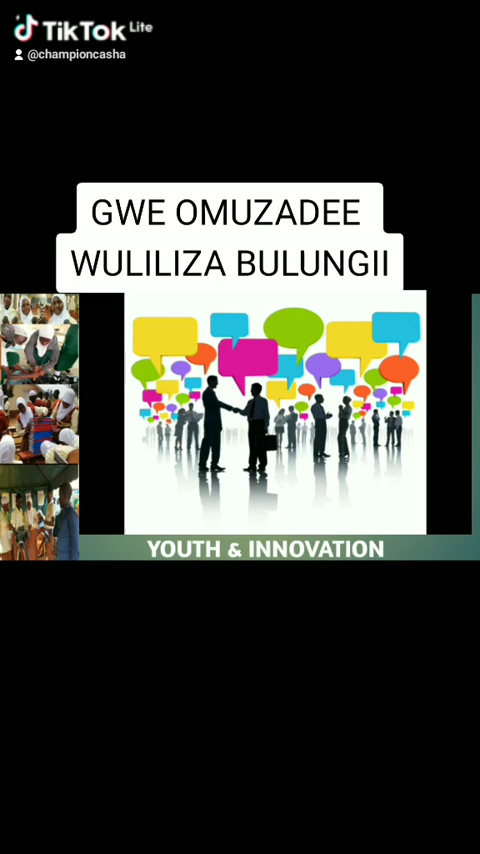 TikTok Lite
@championcasha
GWE OMUZADEE
WULILIZA BULUNGII
YOUTH & INNOVATION